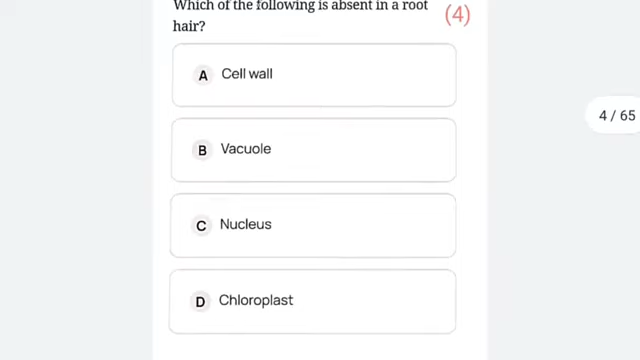 Which of the following is absent in a root
hair?
(4)
A Cell wall
4 / 65
B Vacuole
C Nucleus
D Chloroplast